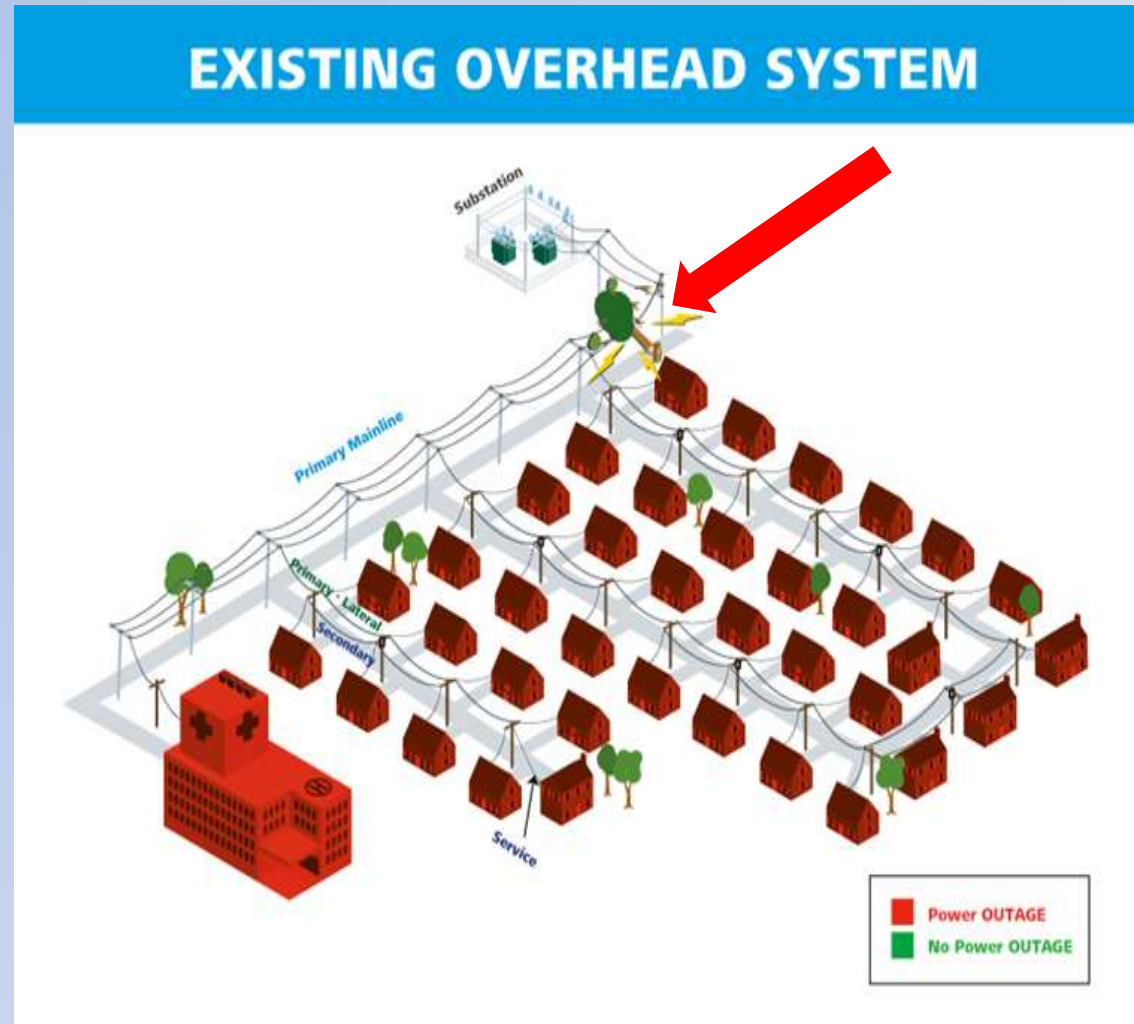 EXISTING OVERHEAD SYSTEM
Substation
Primary Mainline
Primary - Lateral
Secondary
Service
Power OUTAGE
No Power OUTAGE